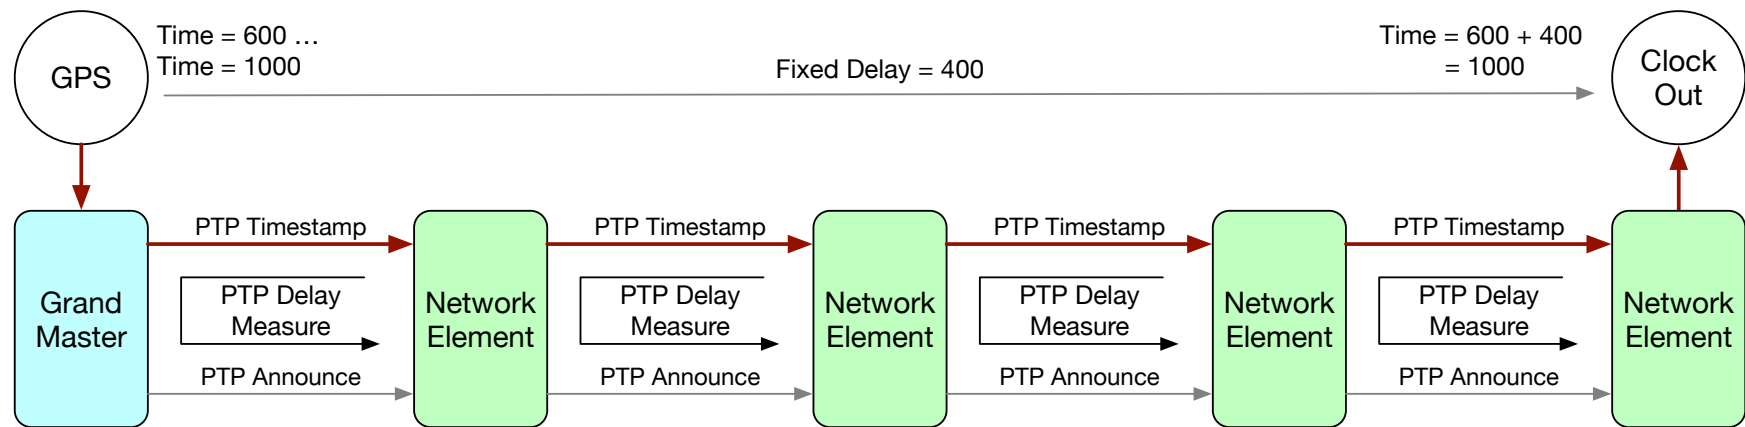 GPS
Time = 600 …
Time = 1000
Fixed Delay = 400
Time = 600 + 400
= 1000
Clock
Out
PTP Timestamp
PTP Timestamp
PTP Timestamp
PTP Timestamp
Grand
Master
PTP Delay
Measure
Network
Element
PTP Delay
Measure
Network
Element
PTP Delay
Measure
Network
Element
PTP Delay
Measure
Network
Element
PTP Announce
PTP Announce
PTP Announce
PTP Announce